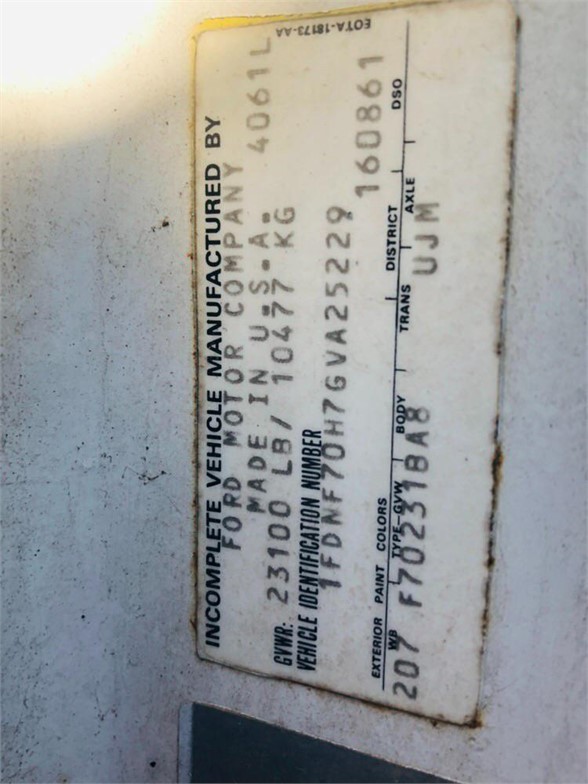 EOTA-18173-AA
INCOMPLETE VEHICLE MANUFACTURED BY
FORD MOTOR COMPANY 4061L
MADE IN U.S.A.
GVWR: 23100 LB/ 10477 KG
VEHICLE IDENTIFICATION NUMBER
1FDNF70H7GVA25229
160861
EXTERIOR PAINT COLORS DISTRICT DSO
WB TYPE-GVW BODY TRANS AXLE
207 F70231BA8 UJM